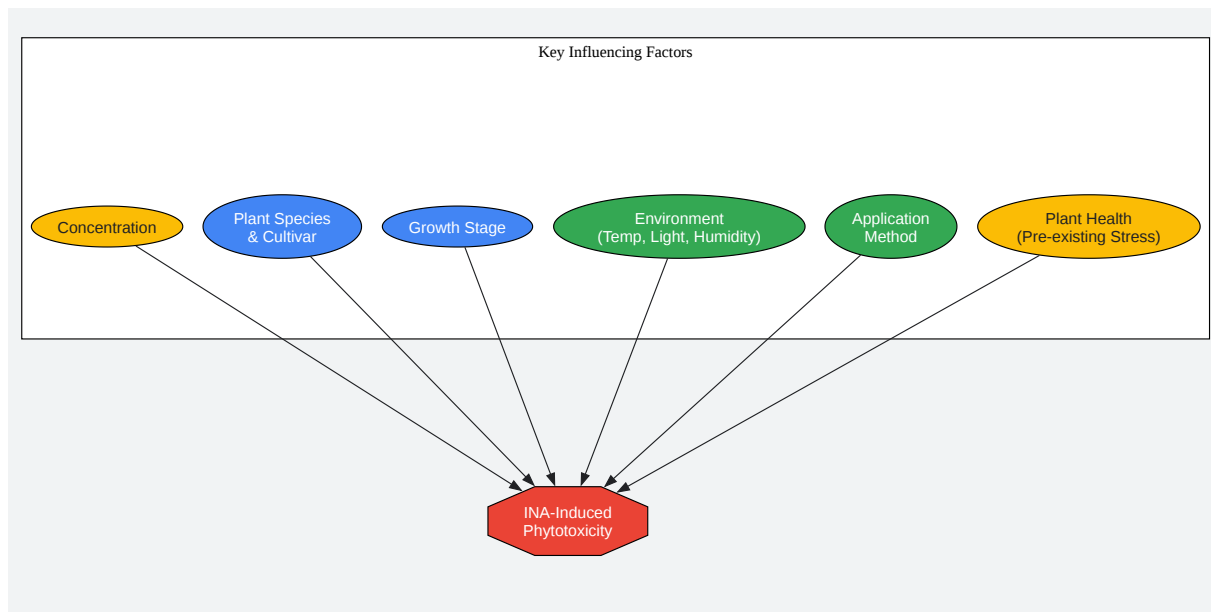 Key Influencing Factors
Concentration
Plant Species
& Cultivar
Growth Stage
Environment
(Temp, Light, Humidity)
Application
Method
Plant Health
(Pre-existing Stress)
INA-Induced
Phytotoxicity